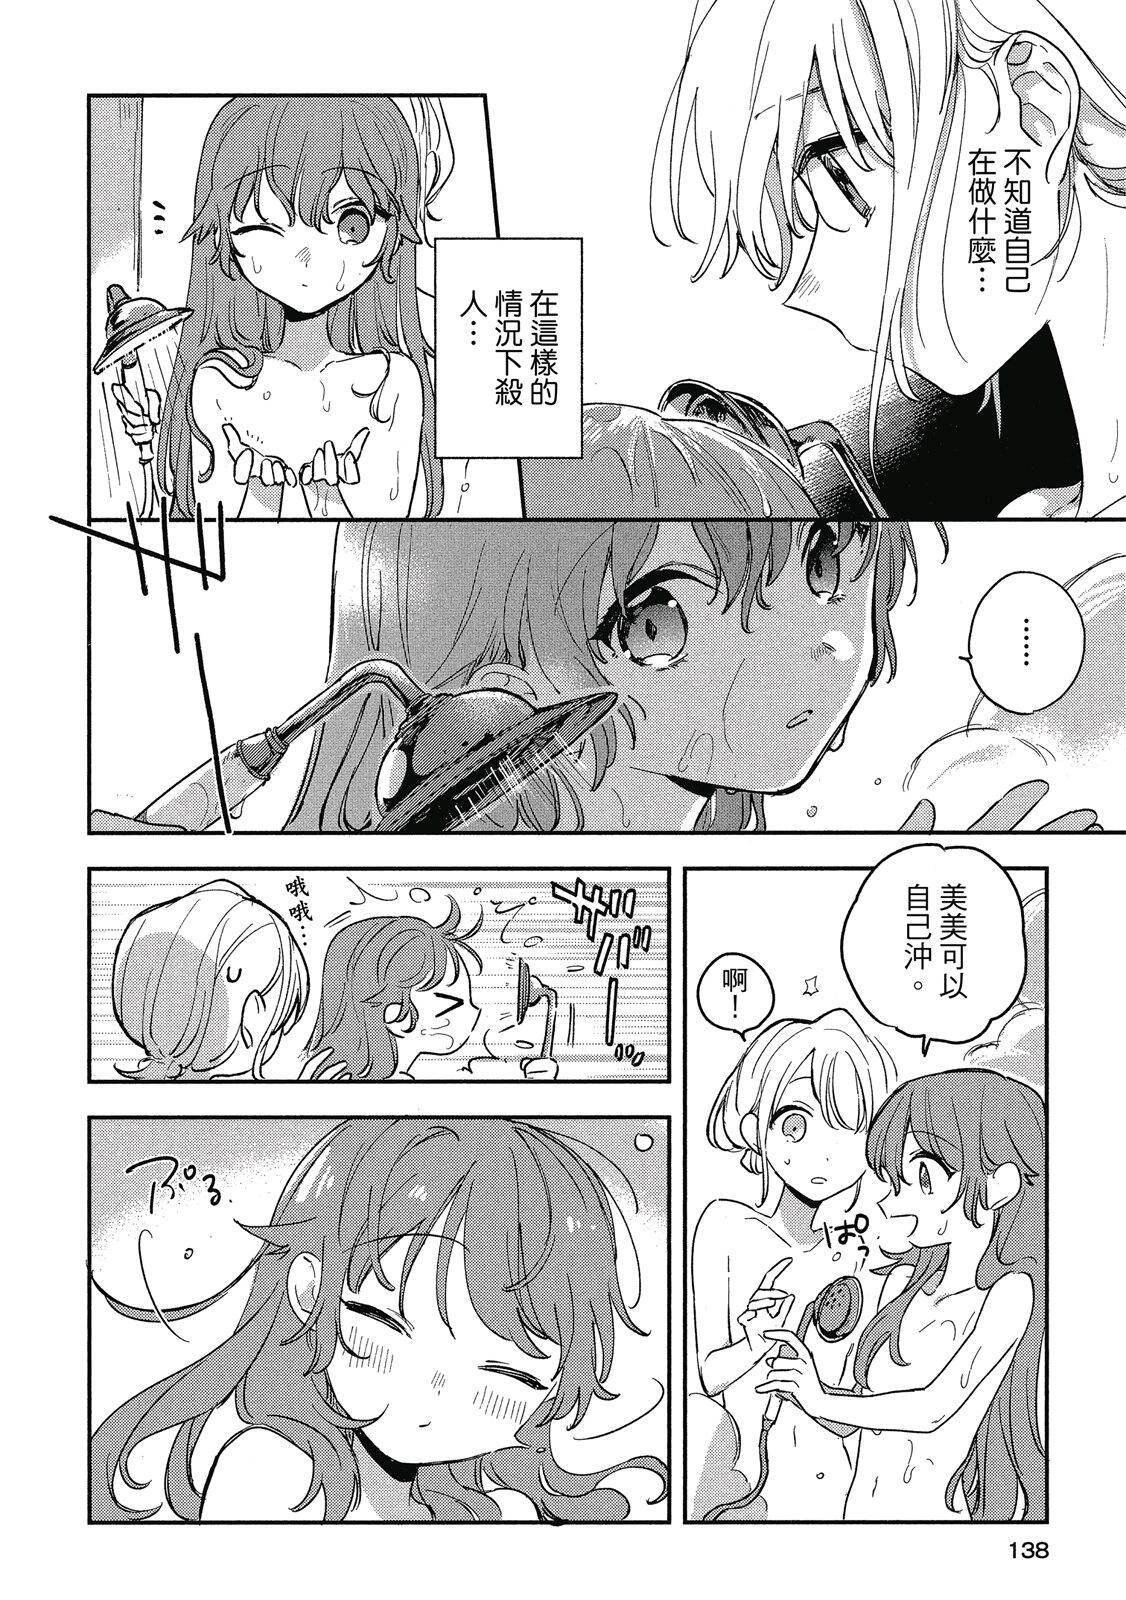 不知道自己
在做什麼…
在這樣的
情況下殺
人…
……
美美可以
自己沖。
啊！
ぱっ
ギギ
哦
哦…
ぷる
138